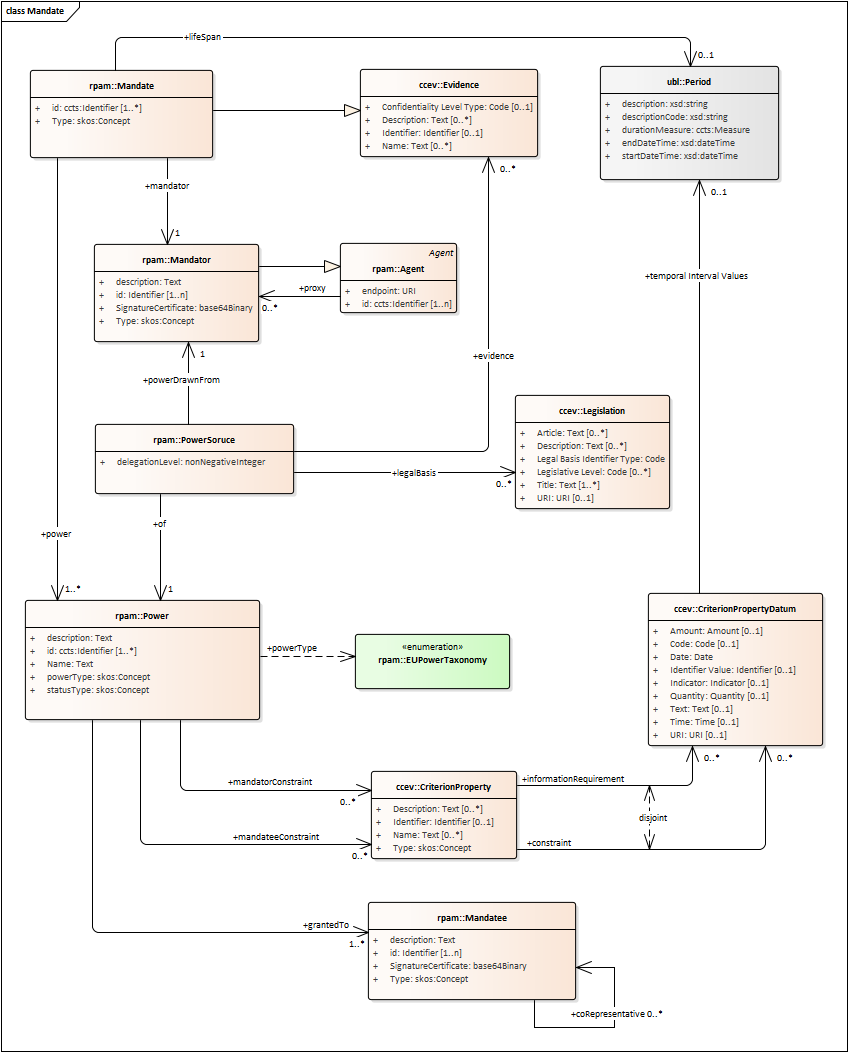 class Mandate
+lifeSpan
0..1
rpam::Mandate
+ id: ccts:Identifier [1..*]
+ Type: skos:Concept
ccev::Evidence
+ Confidentiality Level Type: Code [0..1]
+ Description: Text [0..*]
+ Identifier: Identifier [0..1]
+ Name: Text [0..*]
ubl::Period
+ description: xsd:string
+ descriptionCode: xsd:string
+ durationMeasure: ccts:Measure
+ endDateTime: xsd:dateTime
+ startDateTime: xsd:dateTime
0..*
0..1
+mandator
1
rpam::Mandator
+ description: Text
+ id: Identifier [1..n]
+ SignatureCertificate: base64Binary
+ Type: skos:Concept
Agent
rpam::Agent
+ endpoint: URI
+ id: ccts:Identifier [1..n]
+proxy
0..*
+temporal Interval Values
1
+powerDrawnFrom
+evidence
rpam::PowerSoruce
+ delegationLevel: nonNegativeInteger
+legalBasis
0..*
ccev::Legislation
+ Article: Text [0..*]
+ Description: Text [0..*]
+ Legal Basis Identifier Type: Code
+ Legislative Level: Code [0..*]
+ Title: Text [1..*]
+ URI: URI [0..1]
+of
+power
1..*
1
rpam::Power
+ description: Text
+ id: ccts:Identifier [1..*]
+ Name: Text
+ powerType: skos:Concept
+ statusType: skos:Concept
+powerType
«enumeration»
rpam::EUPowerTaxonomy
ccev::CriterionPropertyDatum
+ Amount: Amount [0..1]
+ Code: Code [0..1]
+ Date: Date
+ Identifier Value: Identifier [0..1]
+ Indicator: Indicator [0..1]
+ Quantity: Quantity [0..1]
+ Text: Text [0..1]
+ Time: Time [0..1]
+ URI: URI [0..1]
0..*
0..*
+mandatorConstraint
0..*
+mandateeConstraint
0..*
ccev::CriterionProperty
+ Description: Text [0..*]
+ Identifier: Identifier [0..1]
+ Name: Text [0..*]
+ Type: skos:Concept
+informationRequirement
disjoint
+constraint
+grantedTo
1..*
rpam::Mandatee
+ description: Text
+ id: Identifier [1..n]
+ SignatureCertificate: base64Binary
+ Type: skos:Concept
+coRepresentative 0..*